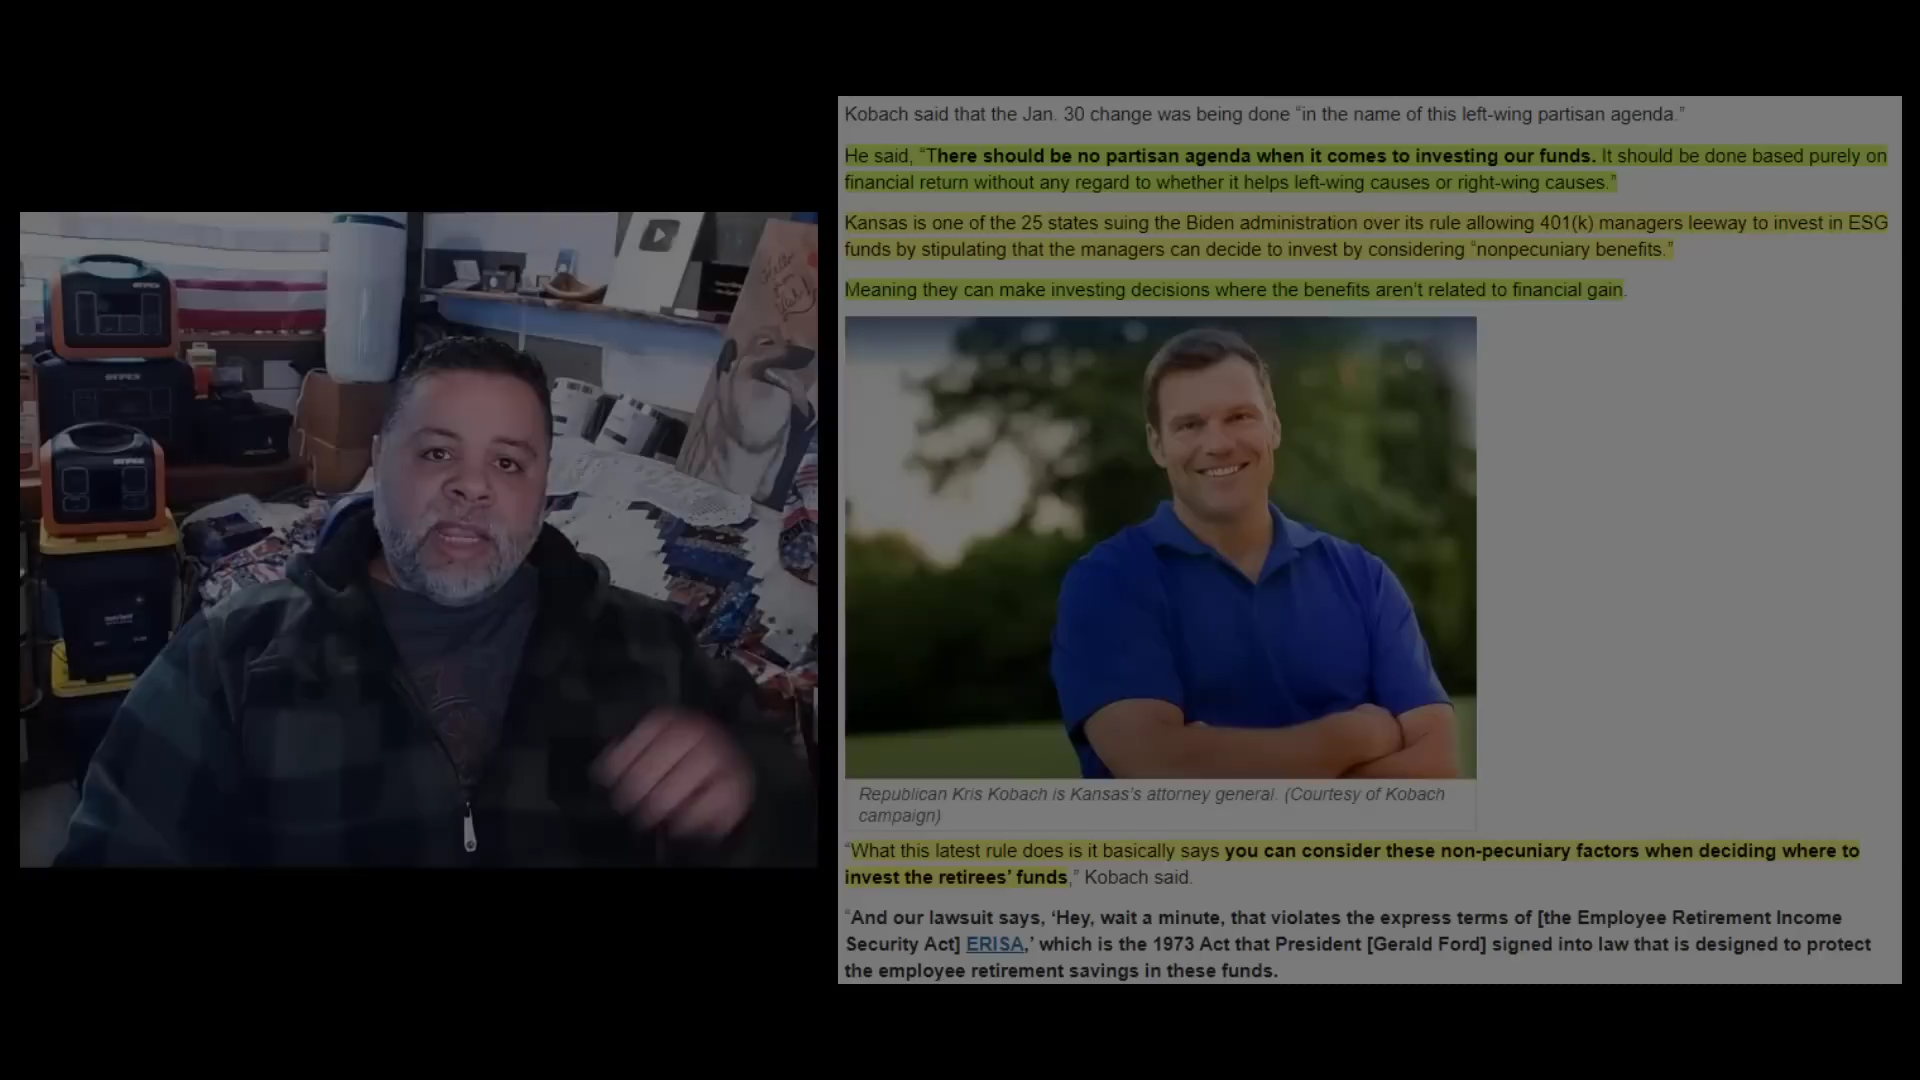 Kobach said that the Jan. 30 change was being done “in the name of this left-wing partisan agenda.”
He said, “There should be no partisan agenda when it comes to investing our funds. It should be done based purely on
financial return without any regard to whether it helps left-wing causes or right-wing causes.”
Kansas is one of the 25 states suing the Biden administration over its rule allowing 401(k) managers leeway to invest in ESG
funds by stipulating that the managers can decide to invest by considering “nonpecuniary benefits.”
Meaning they can make investing decisions where the benefits aren’t related to financial gain.
Republican Kris Kobach is Kansas’s attorney general. (Courtesy of Kobach
campaign)
“What this latest rule does is it basically says you can consider these non-pecuniary factors when deciding where to
invest the retirees’ funds,” Kobach said.
“And our lawsuit says, ‘Hey, wait a minute, that violates the express terms of [the Employee Retirement Income
Security Act] ERISA,’ which is the 1973 Act that President [Gerald Ford] signed into law that is designed to protect
the employee retirement savings in these funds.